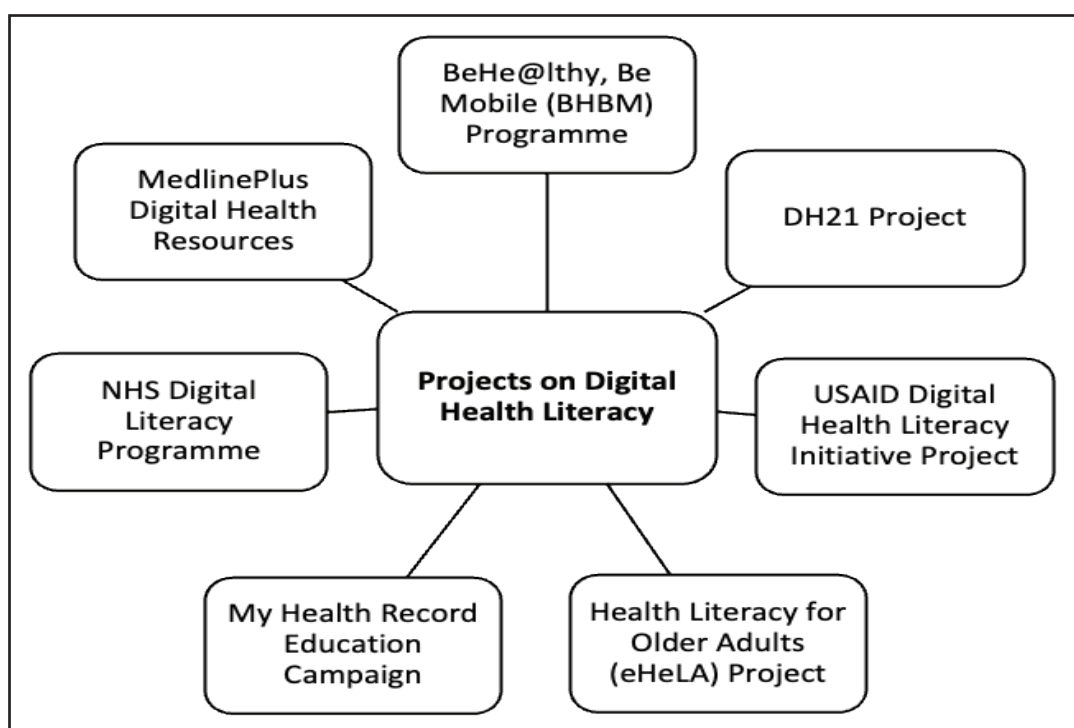 BeHe@lthy, Be
Mobile (BHBM)
Programme
MedlinePlus
Digital Health
Resources
DH21 Project
Projects on Digital
Health Literacy
NHS Digital
Literacy
Programme
USAID Digital
Health Literacy
Initiative Project
My Health Record
Education
Campaign
Health Literacy for
Older Adults
(eHeLA) Project